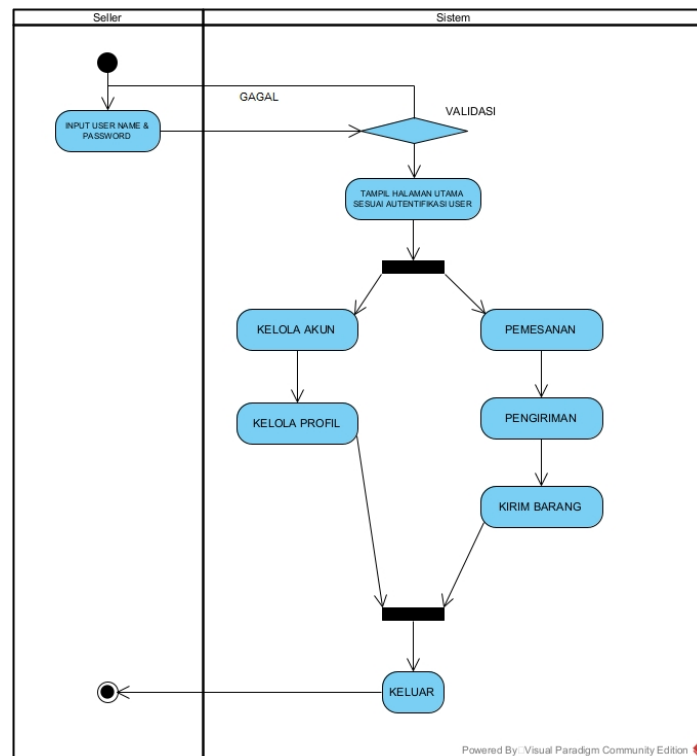 Seller
Sistem
GAGAL
VALIDASI
INPUT USER NAME &
PASSWORD
TAMPIL HALAMAN UTAMA
SESUAI AUTENTIFIKASI USER
KELOLA AKUN
PEMESANAN
KELOLA PROFIL
PENGIRIMAN
KIRIM BARANG
KELUAR
Powered By Visual Paradigm Community Edition